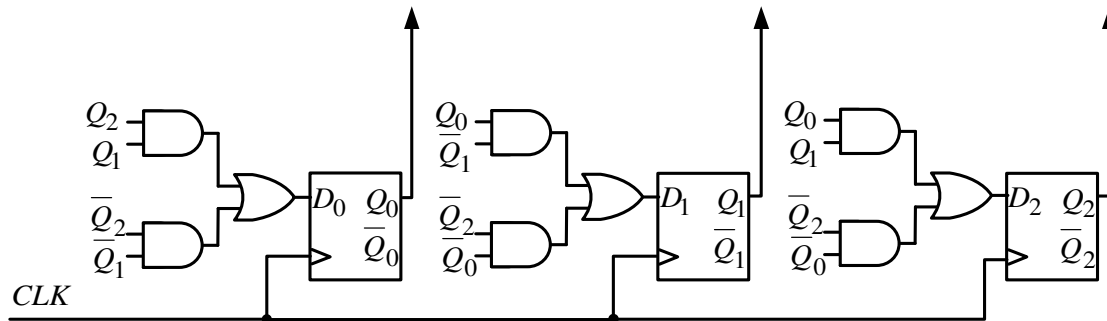 Q₂
Q₁
Q̅₂
Q̅₁
D₀ Q₀
Q̅₀
Q₀
Q̅₁
Q̅₂
Q̅₀
D₁ Q₁
Q̅₁
Q₀
Q₁
Q̅₂
Q̅₀
D₂ Q₂
Q̅₂
CLK